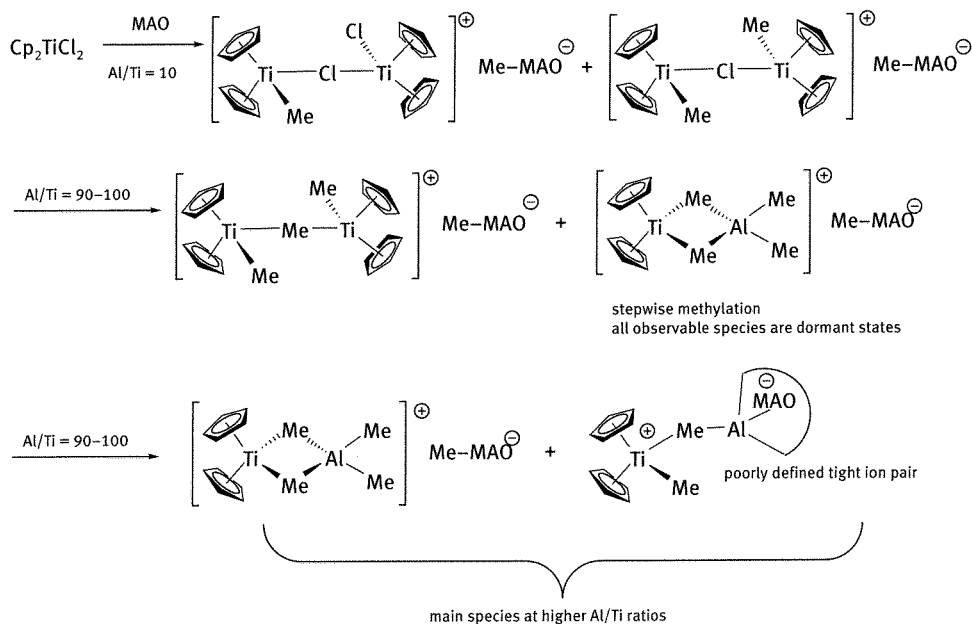 Cp₂TiCl₂
MAO
Al/Ti = 10
Ti Cl Ti
Cl
Me
⊕
Me–MAO⊖
+
Ti Cl Ti
Me
Me
⊕
Me–MAO⊖
Al/Ti = 90–100
Ti Me Ti
Me
Me
⊕
Me–MAO⊖
+
Ti Me Al Me
Me Me
⊕
Me–MAO⊖
stepwise methylation
all observable species are dormant states
Al/Ti = 90–100
Ti Me Al Me
Me Me
⊕
Me–MAO⊖
+
⊕
Ti Me Al
Me
⊖
MAO
poorly defined tight ion pair
main species at higher Al/Ti ratios